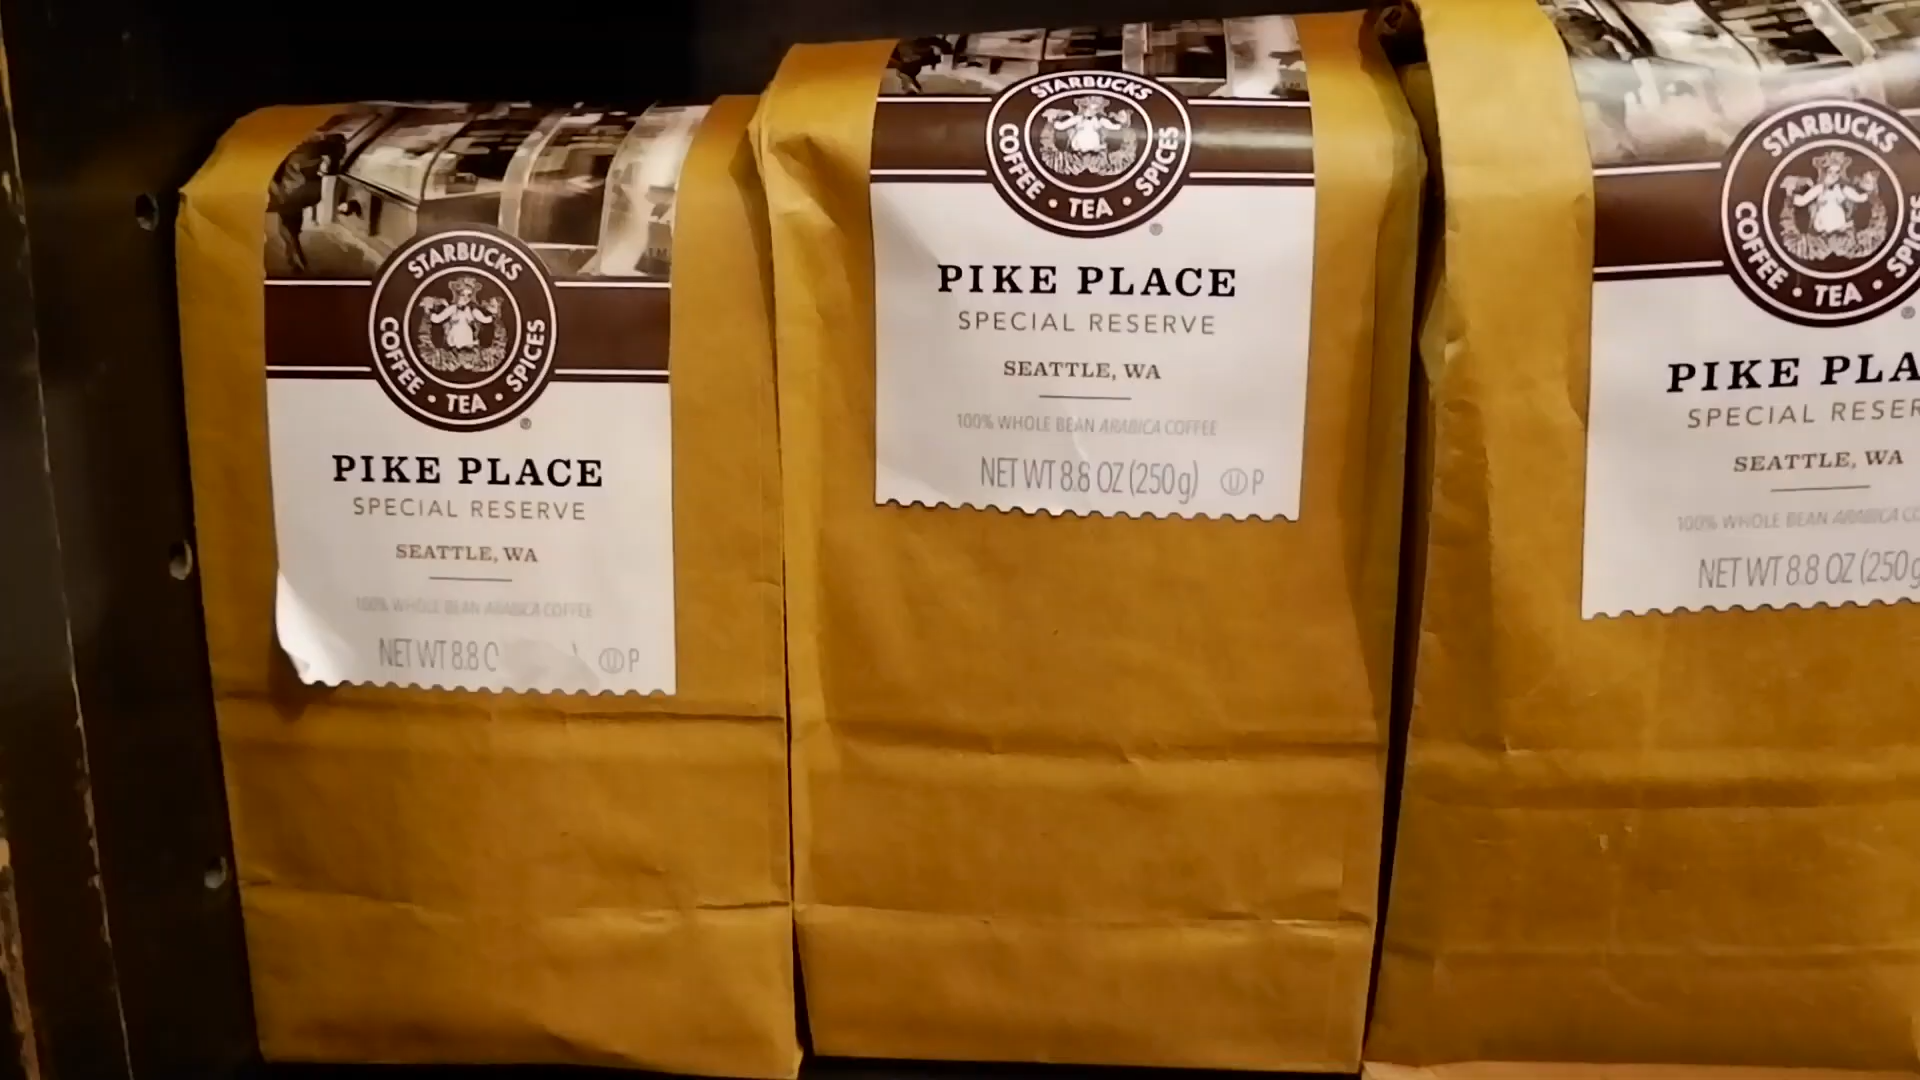 STARBUCKS
COFFEE • TEA • SPICES
®
PIKE PLACE
SPECIAL RESERVE
SEATTLE, WA
100% WHOLE BEAN ARABICA COFFEE
NET WT 8.8
U P
STARBUCKS
COFFEE • TEA • SPICES
®
PIKE PLACE
SPECIAL RESERVE
SEATTLE, WA
100% WHOLE BEAN ARABICA COFFEE
NET WT 8.8 OZ (250g) U P
STARBUCKS
COFFEE • TEA • SPICES
®
PIKE PLA
SPECIAL RESER
SEATTLE, WA
100% WHOLE BEAN ARABICA CO
NET WT 8.8 OZ (250g